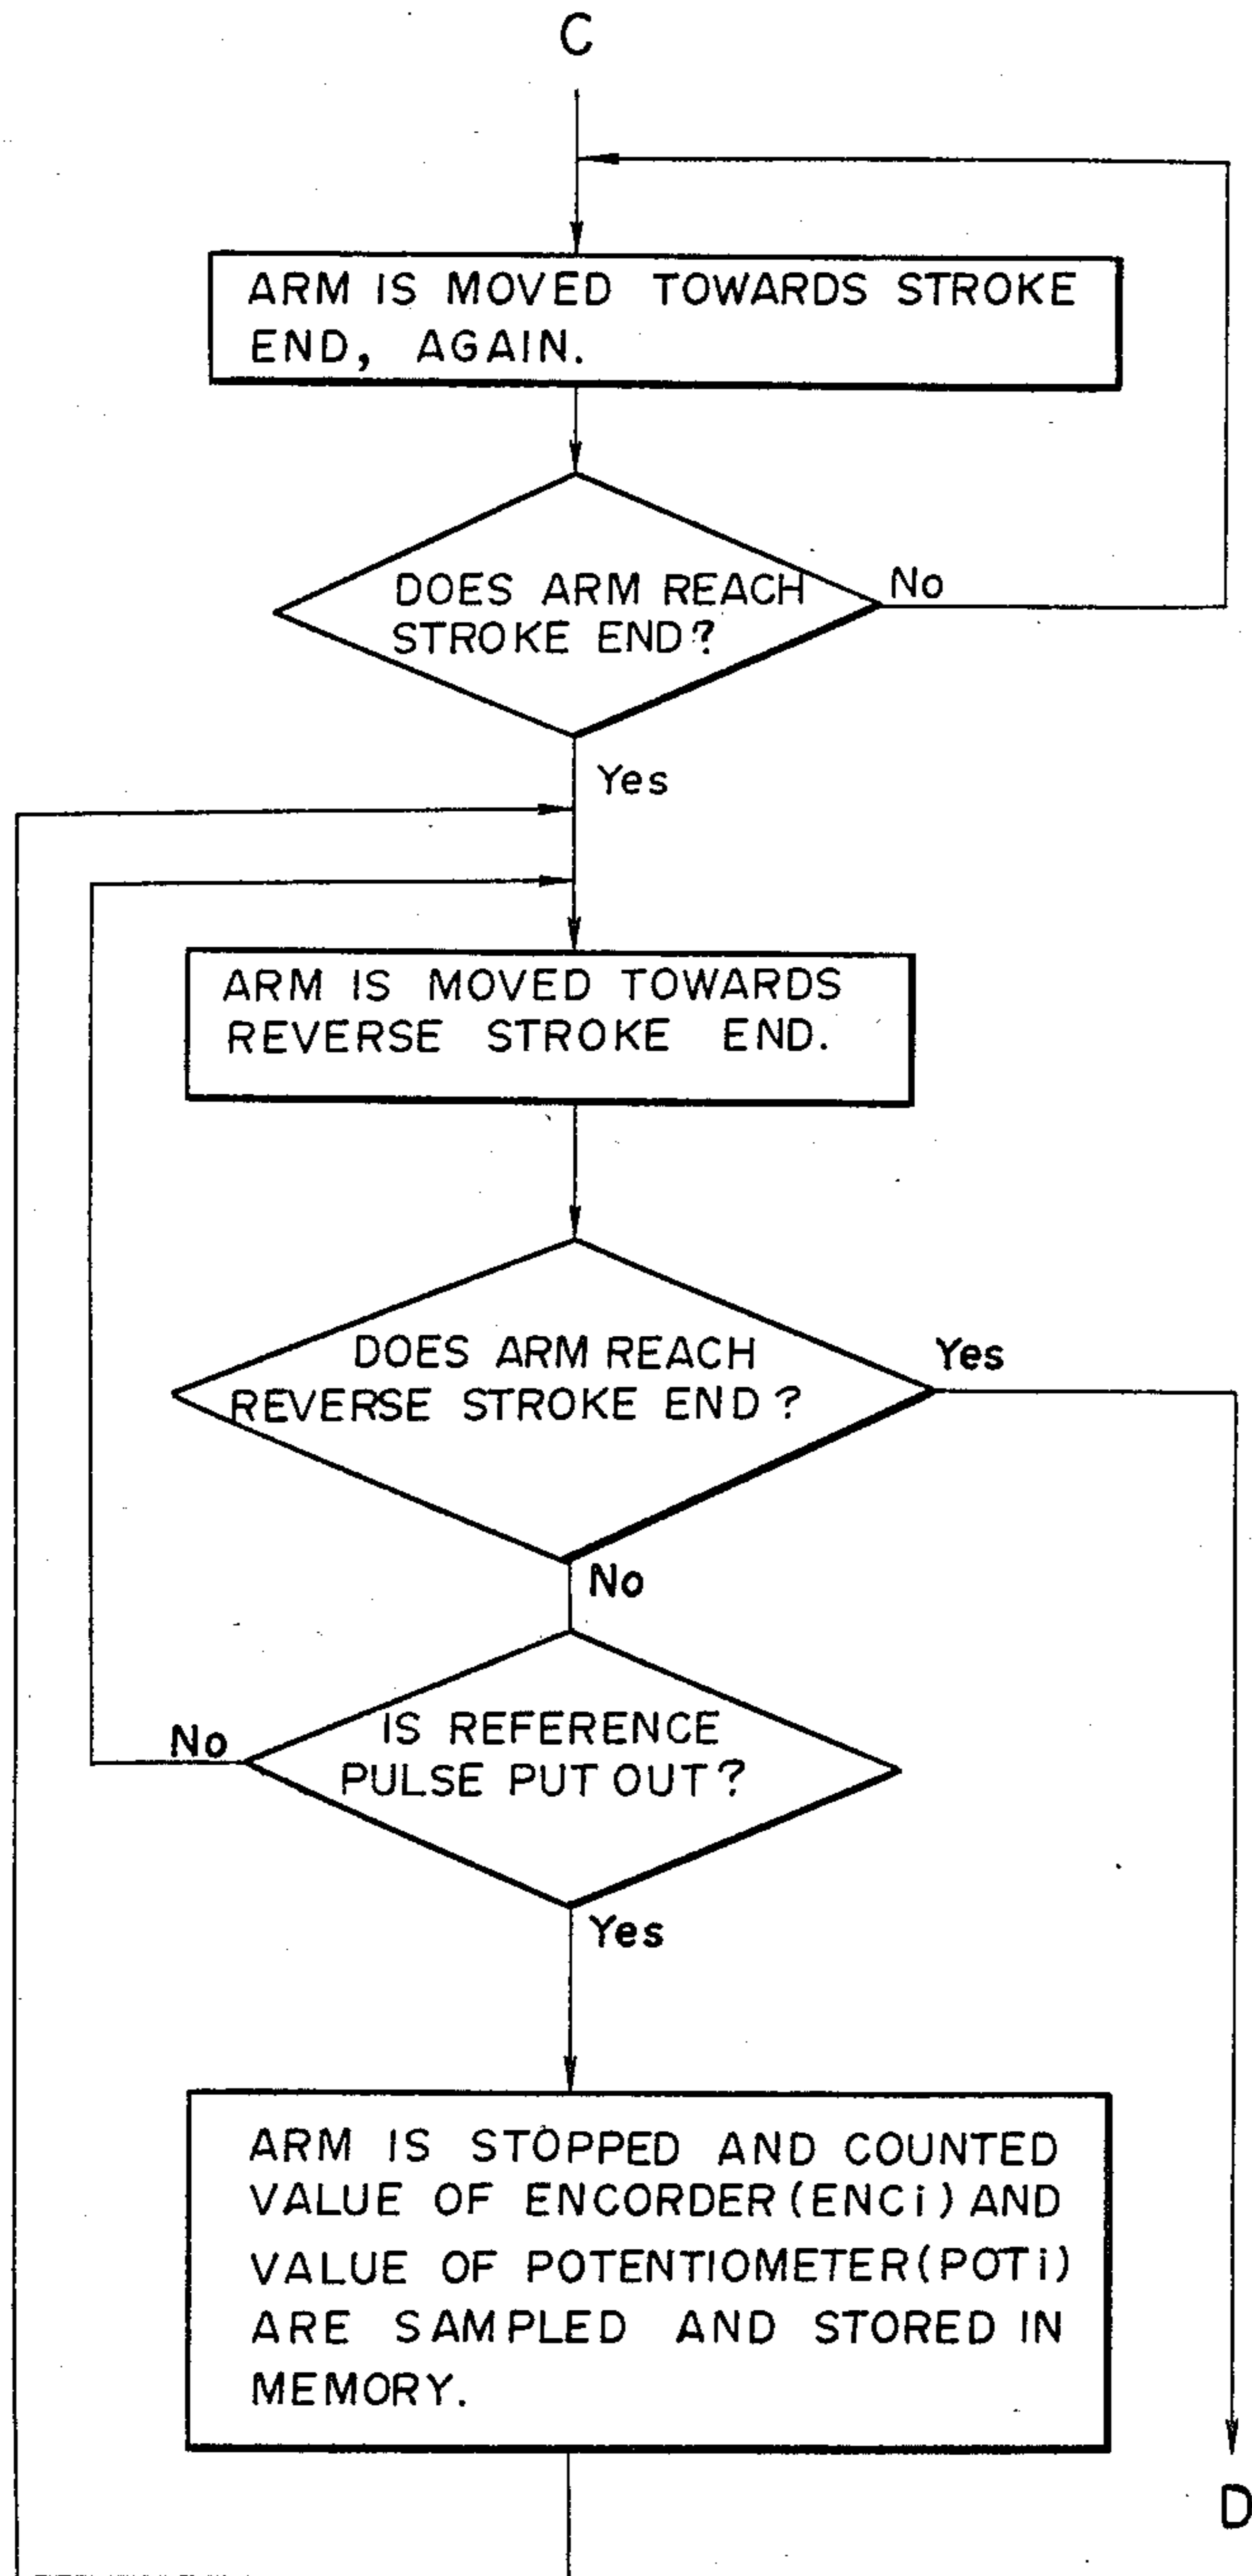 C
ARM IS MOVED TOWARDS STROKE
END, AGAIN.
DOES ARM REACH
STROKE END?
No
Yes
ARM IS MOVED TOWARDS
REVERSE STROKE END.
DOES ARM REACH
REVERSE STROKE END?
Yes
No
IS REFERENCE
PULSE PUT OUT?
No
Yes
ARM IS STOPPED AND COUNTED
VALUE OF ENCORDER (ENCi) AND
VALUE OF POTENTIOMETER (POTi)
ARE SAMPLED AND STORED IN
MEMORY.
D